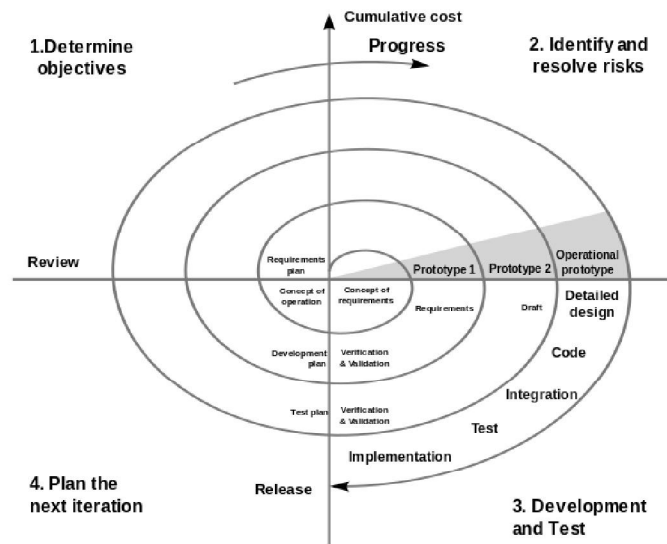 Cumulative cost
1.Determine
objectives
Progress
2. Identify and
resolve risks
Review
Requirements
plan
Prototype 1
Prototype 2
Operational
prototype
Concept of
operation
Concept of
requirements
Requirements
Draft
Detailed
design
Development
plan
Verification
& Validation
Code
Integration
Test plan
Verification
& Validation
Test
Implementation
4. Plan the
next iteration
Release
3. Development
and Test